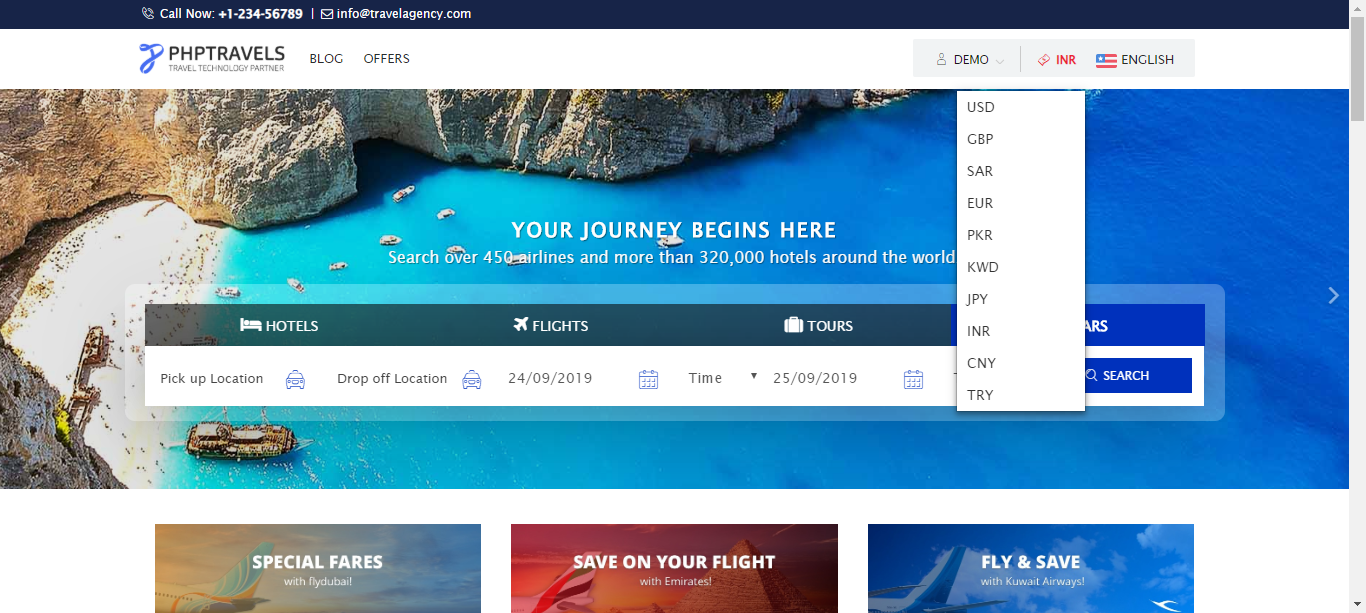 Call Now: +1-234-56789 | info@travelagency.com
PHPTRAVELS
TRAVEL TECHNOLOGY PARTNER
BLOG OFFERS
DEMO INR ENGLISH
USD
GBP
SAR
EUR
PKR
KWD
JPY
INR
CNY
TRY
YOUR JOURNEY BEGINS HERE
Search over 450 airlines and more than 320,000 hotels around the world
HOTELS FLIGHTS TOURS ARS
Pick up Location Drop off Location 24/09/2019 Time 25/09/2019 SEARCH
SPECIAL FARES
with flydubai!
SAVE ON YOUR FLIGHT
with Emirates!
FLY & SAVE
with Kuwait Airways!